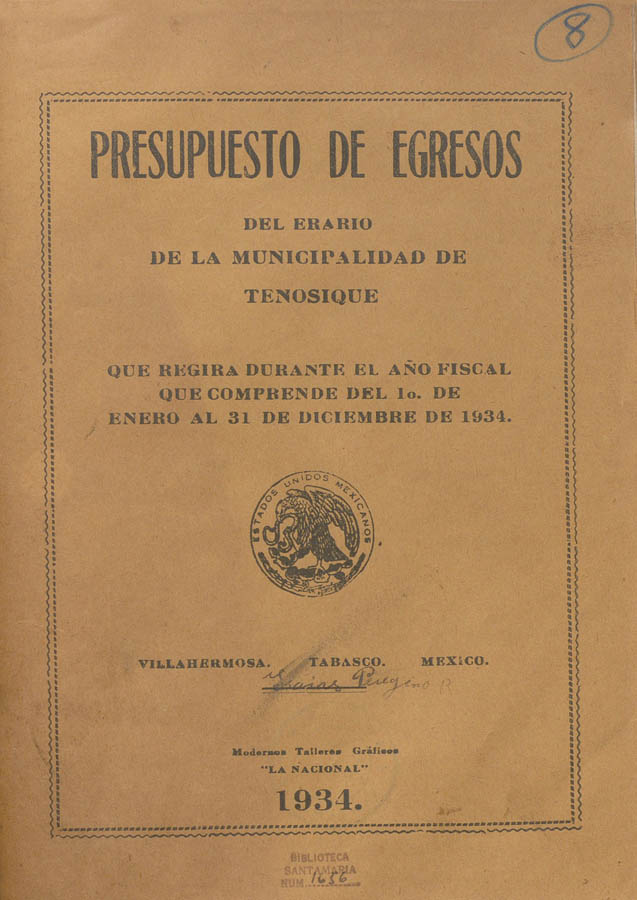 8
PRESUPUESTO DE EGRESOS
DEL ERARIO
DE LA MUNICIPALIDAD DE
TENOSIQUE
QUE REGIRA DURANTE EL AÑO FISCAL
QUE COMPRENDE DEL 1o. DE
ENERO AL 31 DE DICIEMBRE DE 1934.
ESTADOS UNIDOS MEXICANOS
VILLAHERMOSA. TABASCO. MEXICO.
Modernos Talleres Gráficos
"LA NACIONAL"
1934.
BIBLIOTECA
SANTAMARIA
NUM. 1656